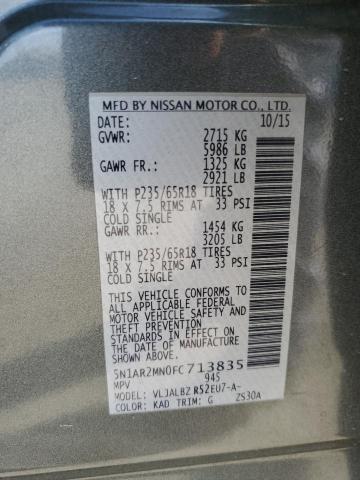 MFD BY NISSAN MOTOR CO., LTD.
DATE: 10/15
GVWR: 2715 KG
5986 LB
GAWR FR.: 1325 KG
2921 LB
WITH P235/65R18 TIRES
18 X 7.5 RIMS AT 33 PSI
COLD SINGLE
GAWR RR.: 1454 KG
3205 LB
WITH P235/65R18 TIRES
18 X 7.5 RIMS AT 33 PSI
COLD SINGLE
THIS VEHICLE CONFORMS TO
ALL APPLICABLE FEDERAL
MOTOR VEHICLE SAFETY AND
THEFT PREVENTION STANDARDS
IN EFFECT ON THE DATE OF
MANUFACTURE SHOWN ABOVE.
5N1AR2MN0FC713835
MPV 945
MODEL: VLJALBZ R52EU7-A-
COLOR: KAD TRIM: G ZS30A